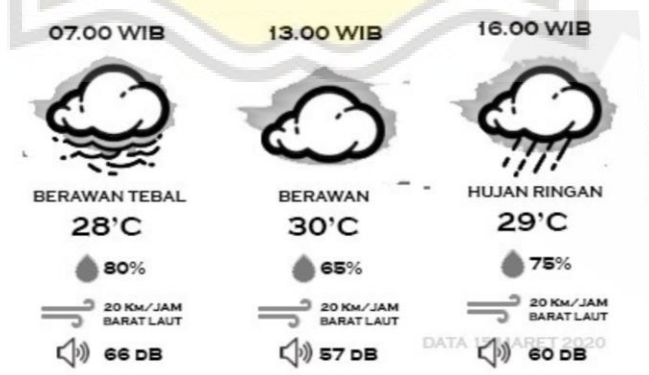 07.00 WIB
BERAWAN TEBAL
28'C
80%
20 KM/JAM
BARAT LAUT
66 DB
13.00 WIB
BERAWAN
30'C
65%
20 KM/JAM
BARAT LAUT
57 DB
16.00 WIB
HUJAN RINGAN
29'C
75%
20 KM/JAM
BARAT LAUT
60 DB
DATA 15 MARET 2020